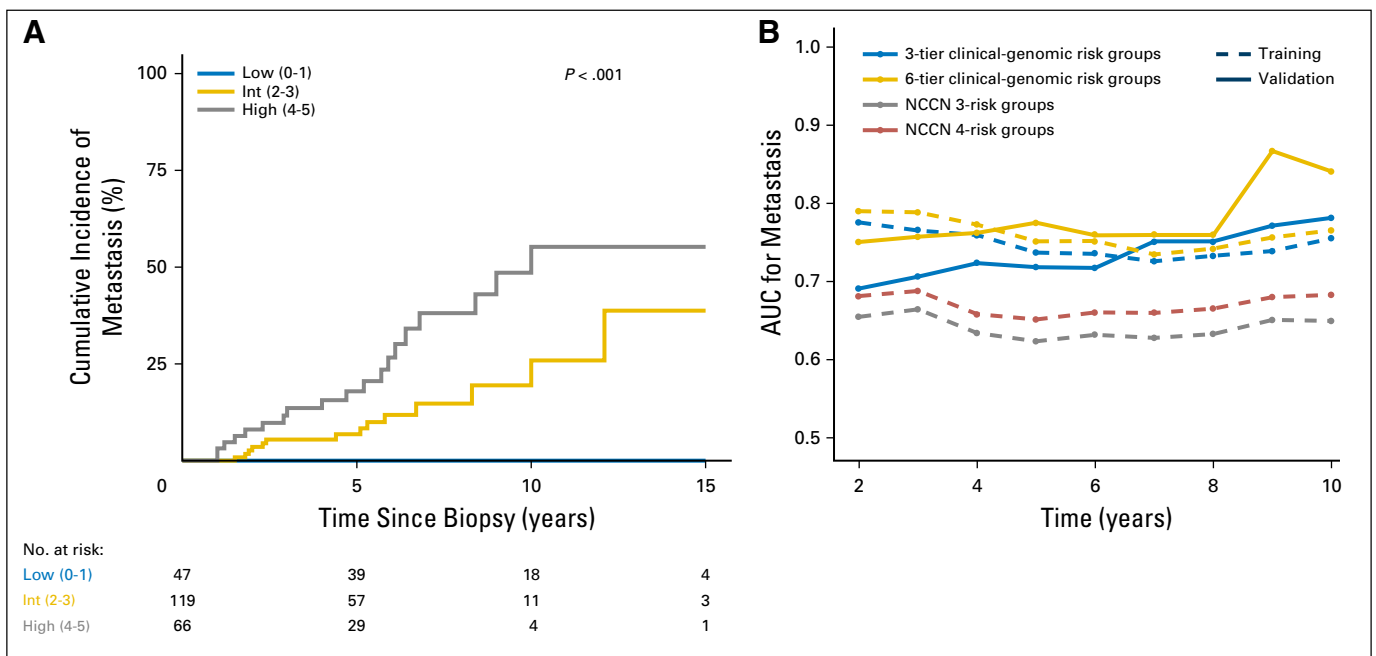 A
100
75
50
25
0
5
10
15
Cumulative Incidence of
Metastasis (%)
Low (0-1)
Int (2-3)
High (4-5)
P < .001
Time Since Biopsy (years)
No. at risk:
Low (0-1) 47 39 18 4
Int (2-3) 119 57 11 3
High (4-5) 66 29 4 1
B
1.0
0.9
0.8
0.7
0.6
0.5
2
4
6
8
10
AUC for Metastasis
3-tier clinical-genomic risk groups
6-tier clinical-genomic risk groups
NCCN 3-risk groups
NCCN 4-risk groups
Training
Validation
Time (years)